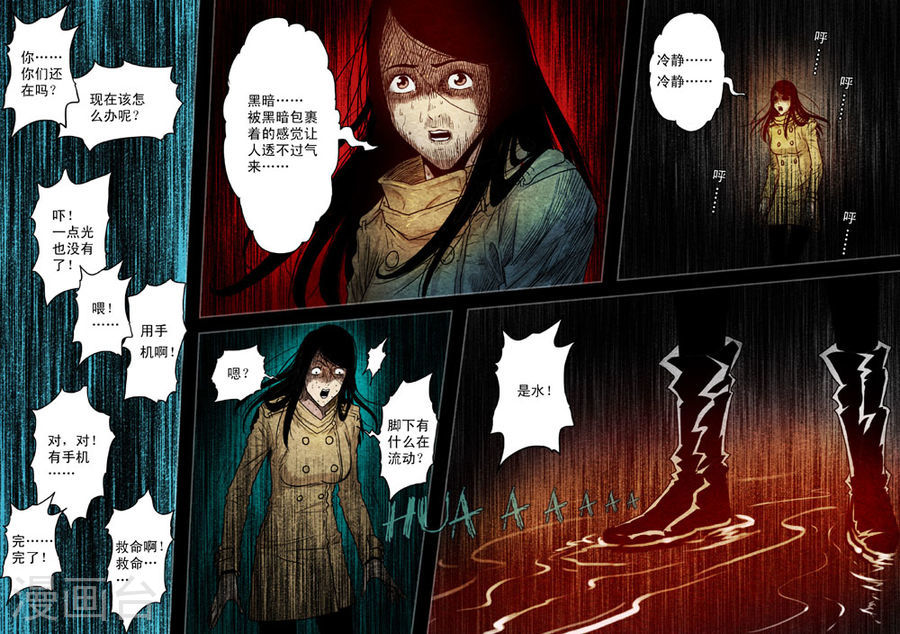 你……
你们还
在吗？
现在该怎
么办呢？
吓！
一点光
也没有
了！
喂！
……
用手
机啊！
对，对！
有手机
……
完……
完了！
救命啊！
救命…
…
黑暗……
被黑暗包裹
着的感觉让
人透不过气
来……
冷静……
冷静……
呼……
呼……
呼……
呼……
嗯？
脚下有
什么在
流动？
HUA A A A A A
是水！
漫画台